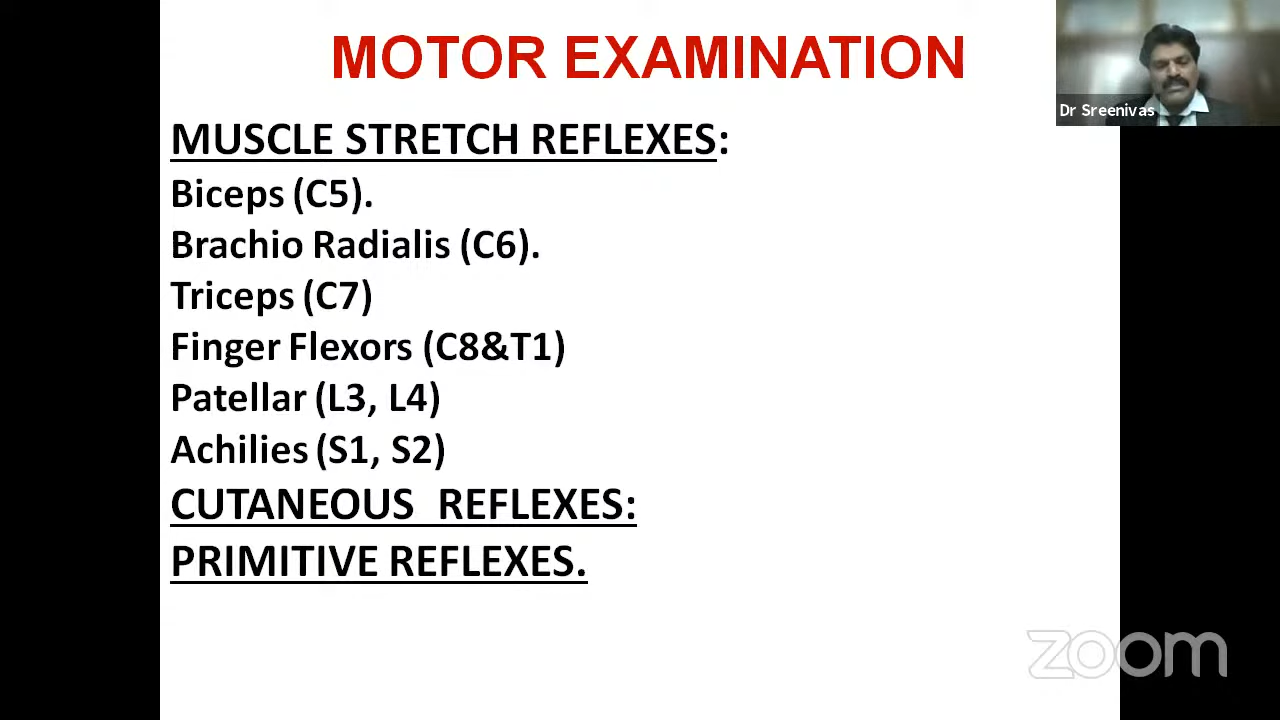 MOTOR EXAMINATION
Dr Sreenivas
MUSCLE STRETCH REFLEXES:
Biceps (C5).
Brachio Radialis (C6).
Triceps (C7)
Finger Flexors (C8&T1)
Patellar (L3, L4)
Achilies (S1, S2)
CUTANEOUS REFLEXES:
PRIMITIVE REFLEXES.
zoom